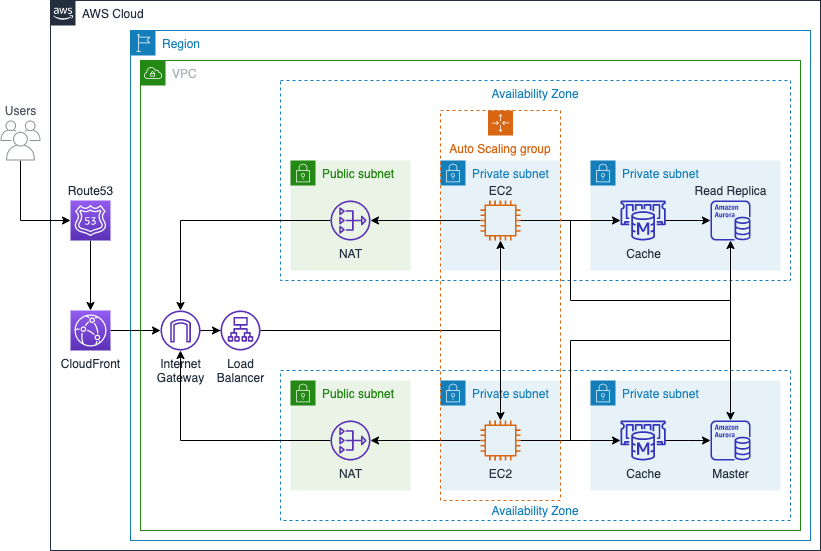 aws
AWS Cloud
Region
VPC
Availability Zone
Users
Auto Scaling group
Public subnet
Private subnet
Private subnet
Route53
EC2
Read Replica
53
Amazon
Aurora
M
NAT
Cache
CloudFront
Internet
Gateway
Load
Balancer
Public subnet
Private subnet
Private subnet
Amazon
Aurora
M
NAT
EC2
Cache
Master
Availability Zone